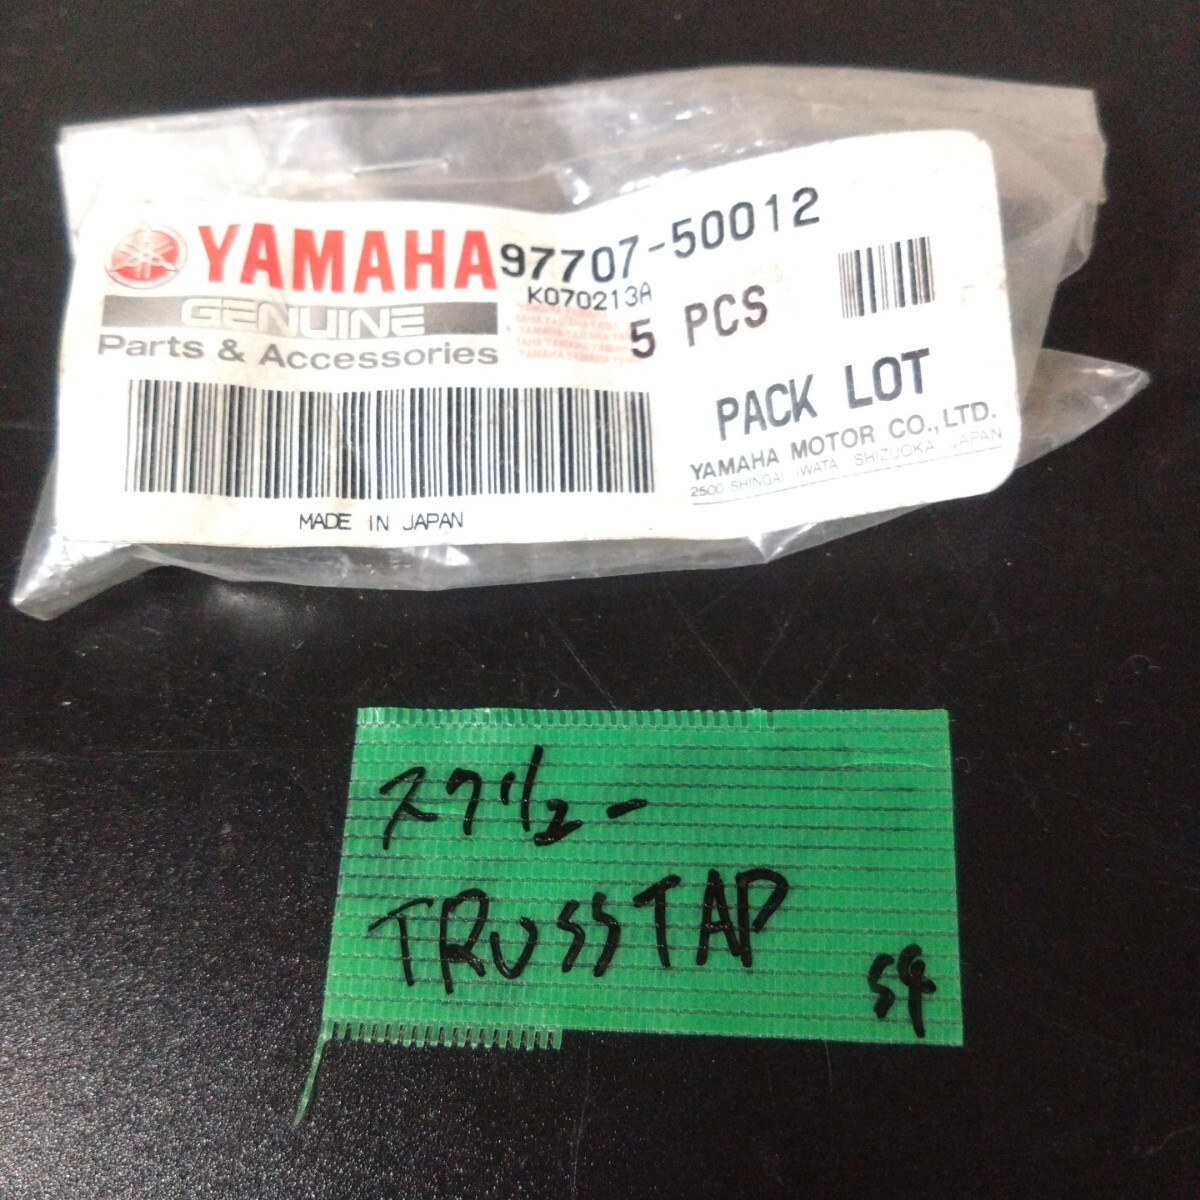 YAMAHA 97707-50012
GENUINE K070213A
Parts & Accessories 5 PCS
PACK LOT
YAMAHA MOTOR CO., LTD.
2500 SHINGAI IWATA SHIZUOKA JAPAN
MADE IN JAPAN
スクリュー
TRUSSTAP